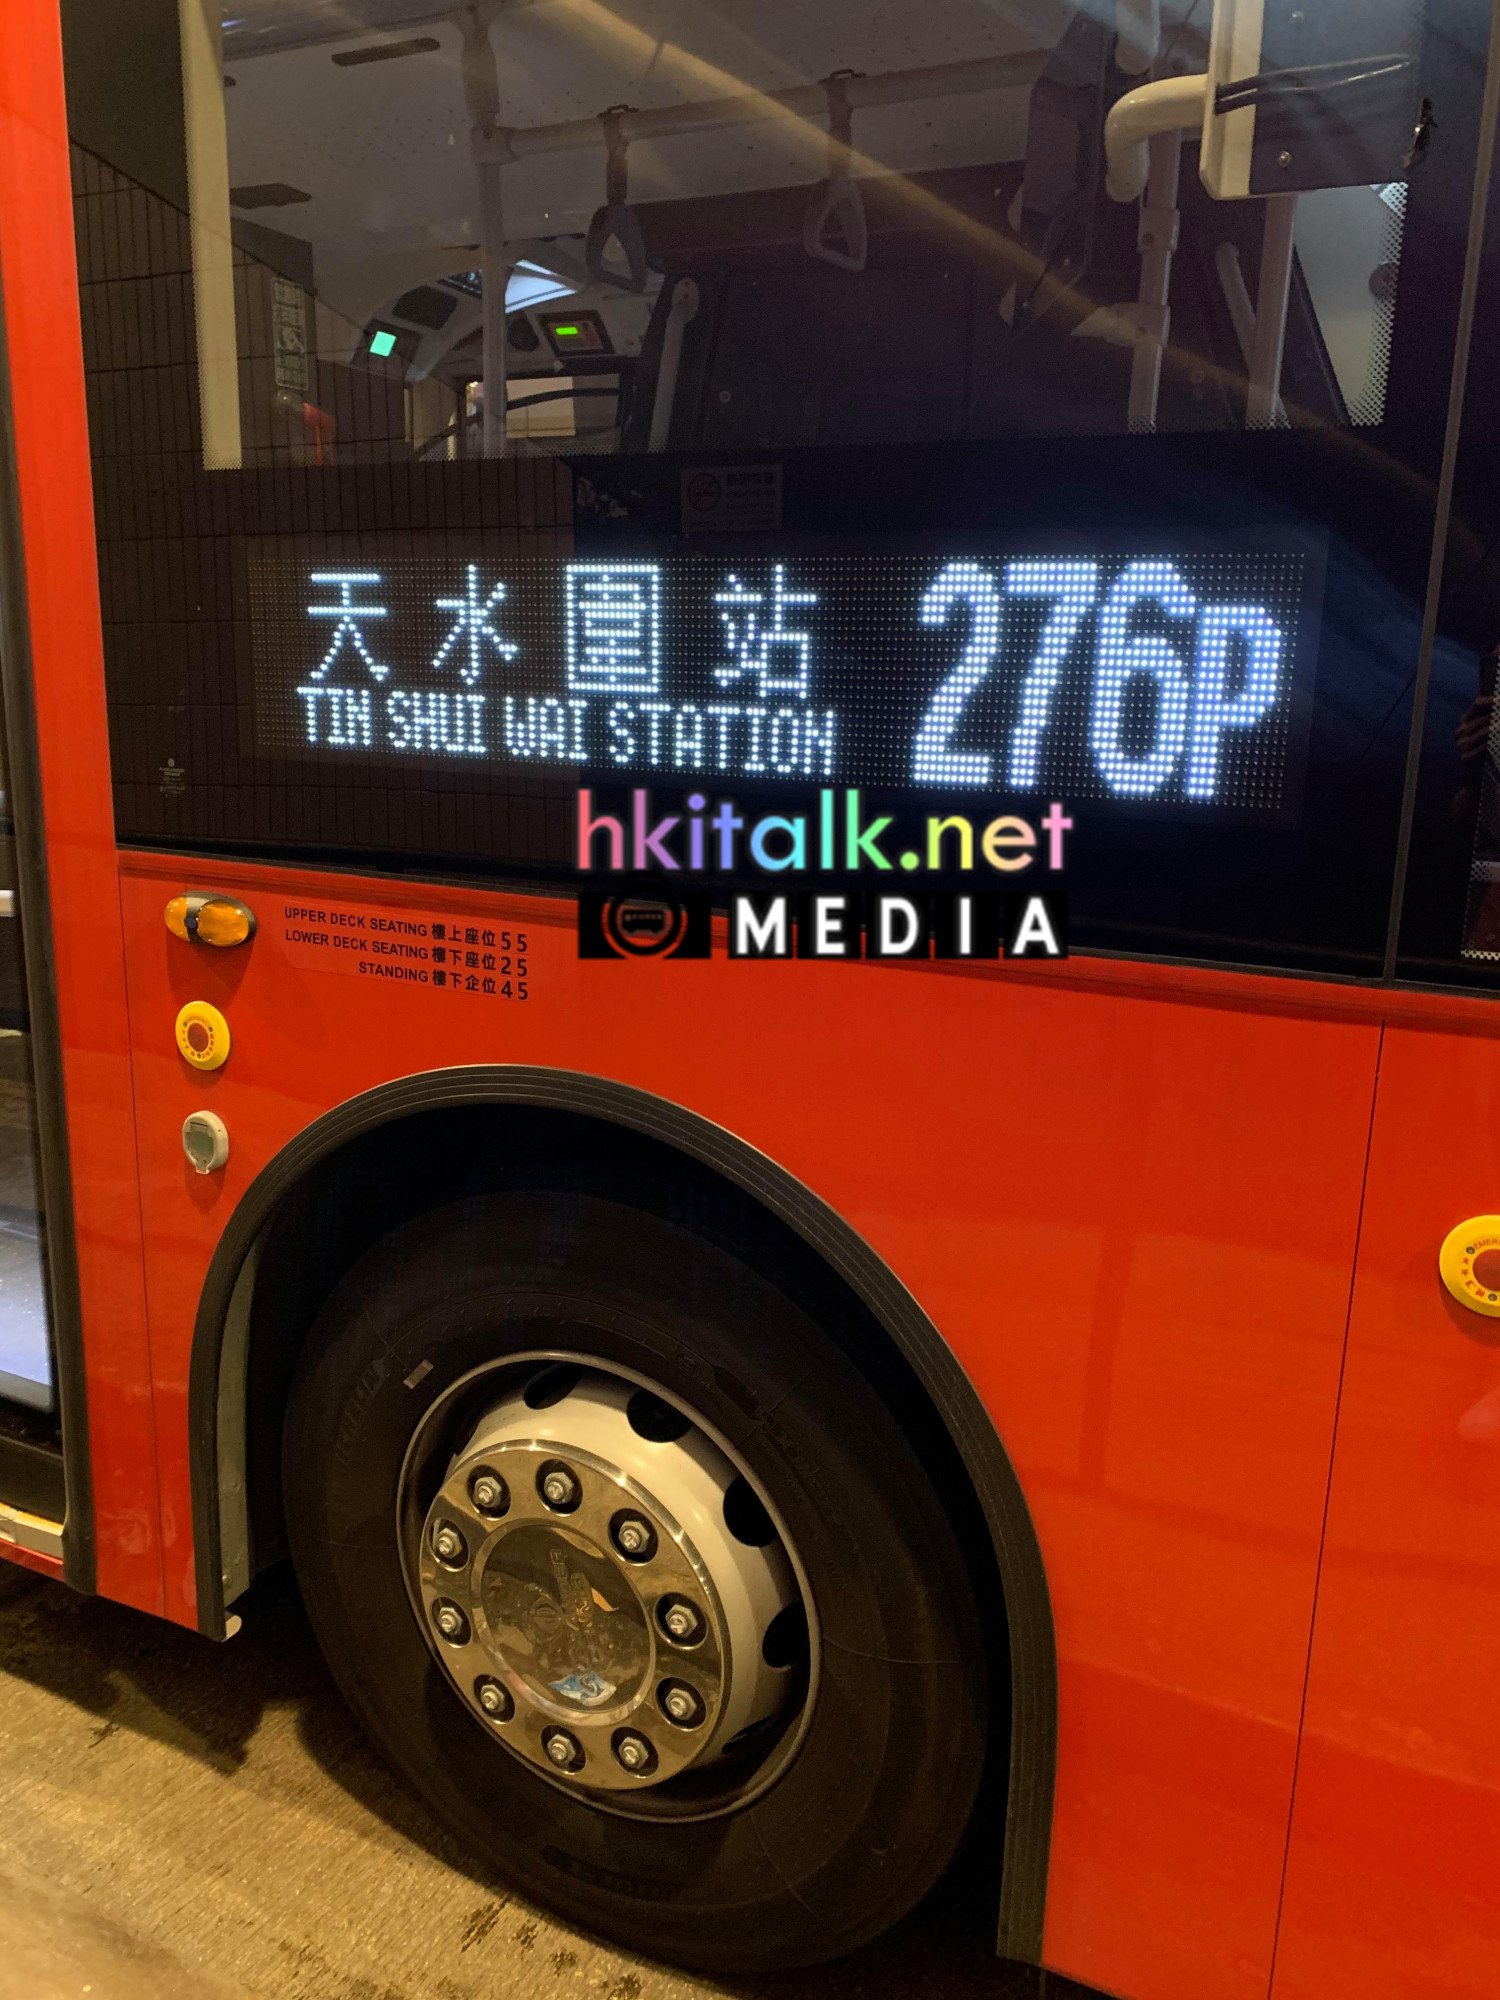 天水圍站 276P
TIN SHUI WAI STATION
hkitalk.net
MEDIA
UPPER DECK SEATING 樓上座位 55
LOWER DECK SEATING 樓下座位 25
STANDING 樓下企位 45